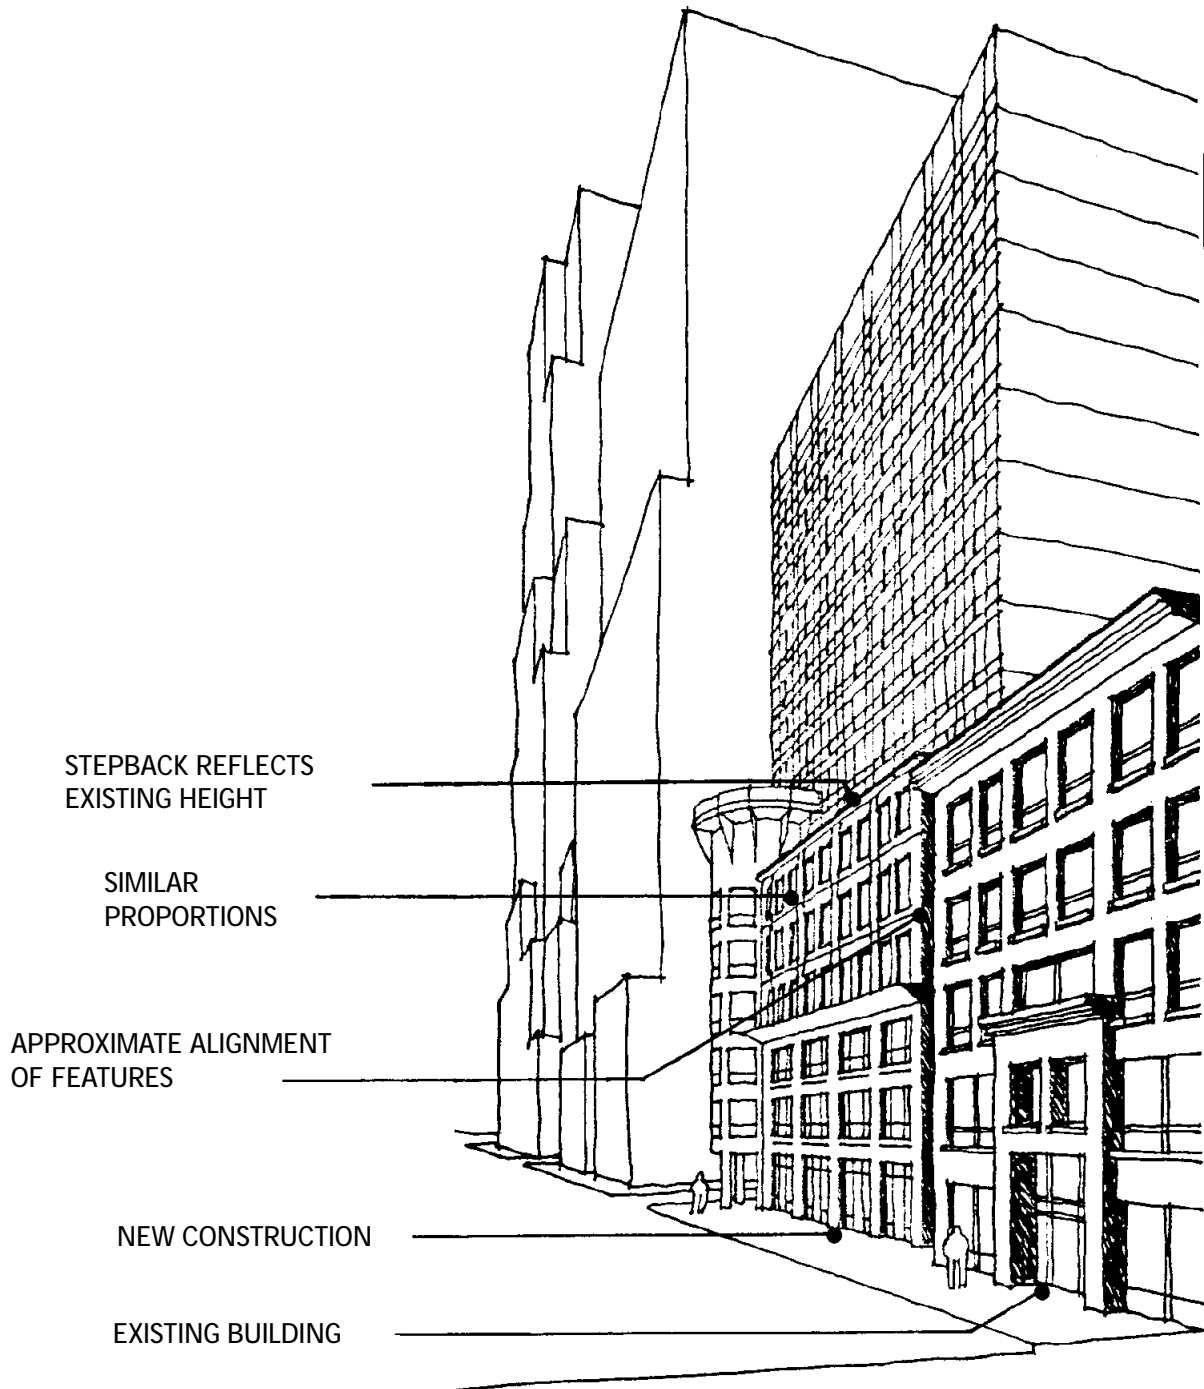 STEPBACK REFLECTS
EXISTING HEIGHT
SIMILAR
PROPORTIONS
APPROXIMATE ALIGNMENT
OF FEATURES
NEW CONSTRUCTION
EXISTING BUILDING